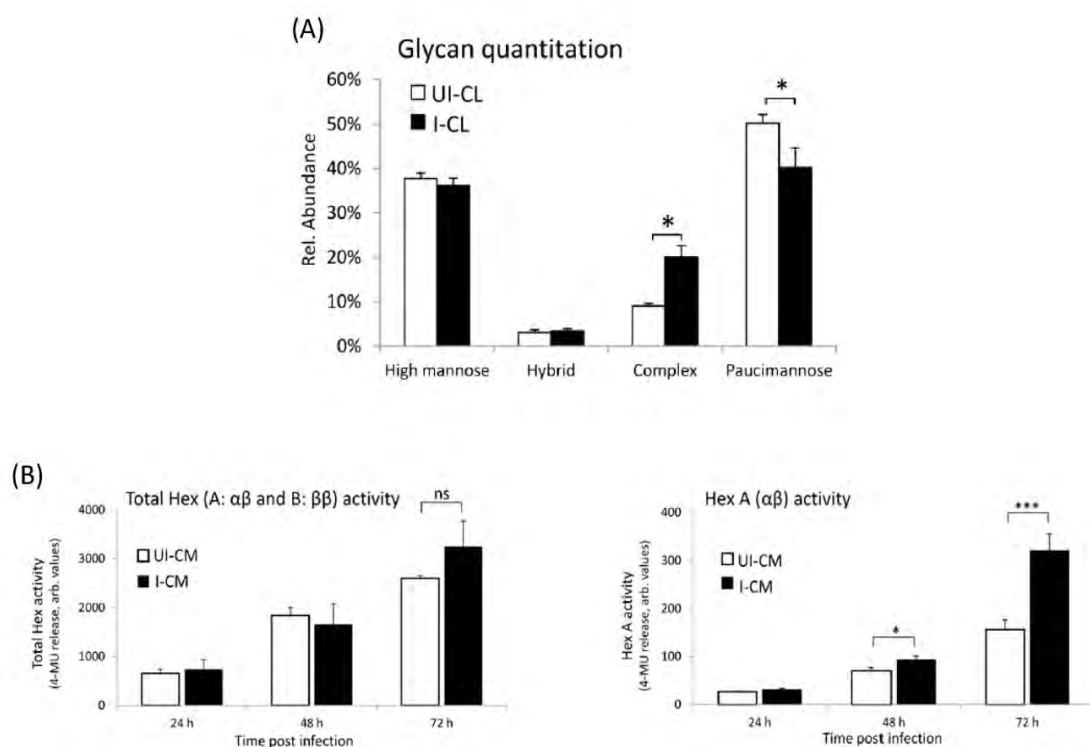 (A)
Glycan quantitation
UI-CL
I-CL
Rel. Abundance
60%
50%
40%
30%
20%
10%
0%
*
*
High mannose
Hybrid
Complex
Paucimannose
(B)
Total Hex (A: αβ and B: ββ) activity
ns
UI-CM
I-CM
Total Hex activity
(4-MU release, arb. values)
4000
3000
2000
1000
0
24 h
48 h
72 h
Time post infection
Hex A (αβ) activity
***
*
UI-CM
I-CM
Hex A activity
(4-MU release, arb. values)
400
300
200
100
0
24 h
48 h
72 h
Time post infection